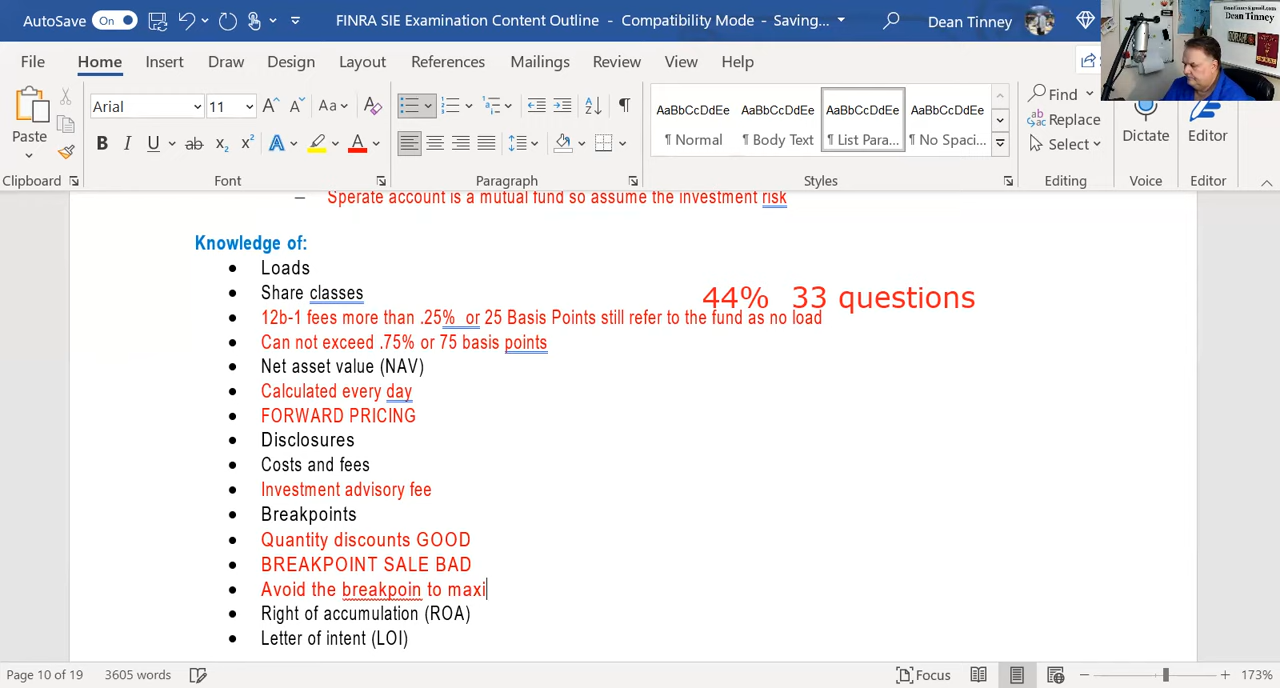 AutoSave On FINRA SIE Examination Content Outline - Compatibility Mode - Saving... Dean Tinney
Dean Tinney
File Home Insert Draw Design Layout References Mailings Review View Help
Paste
Arial 11 Aa
AaBbCcDdEe AaBbCcDdEe AaBbCcDdEe AaBbCcDdEe
¶ Normal ¶ Body Text ¶ List Para... ¶ No Spaci...
Find
Replace
Select
Dictate Editor
Clipboard Font Paragraph Styles Editing Voice Editor
– Sperate account is a mutual fund so assume the investment risk
Knowledge of:
• Loads
• Share classes
44% 33 questions
• 12b-1 fees more than .25% or 25 Basis Points still refer to the fund as no load
• Can not exceed .75% or 75 basis points
• Net asset value (NAV)
• Calculated every day
• FORWARD PRICING
• Disclosures
• Costs and fees
• Investment advisory fee
• Breakpoints
• Quantity discounts GOOD
• BREAKPOINT SALE BAD
• Avoid the breakpoin to maxi
• Right of accumulation (ROA)
• Letter of intent (LOI)
Page 10 of 19 3605 words Focus 173%